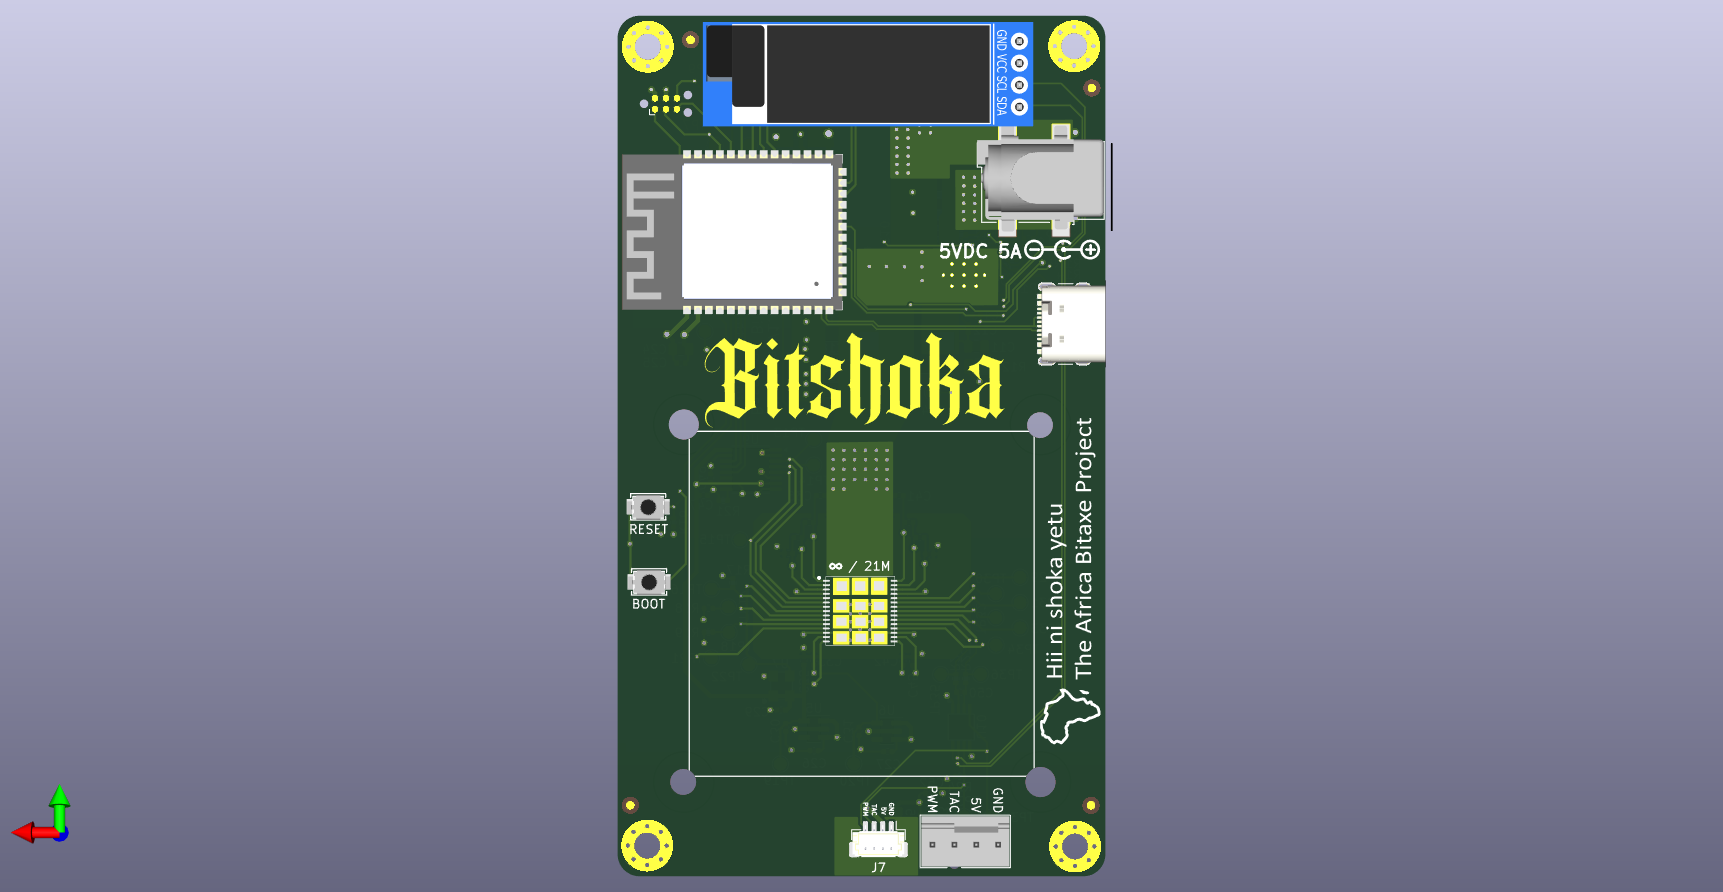 GND VCC SCL SDA
5VDC 5A
Bitshoka
Hii ni shoka yetu
The Africa Bitaxe Project
RESET
BOOT
∞ / 21M
PWM TAC 5V GND
PWM TAC 5V GND
J7